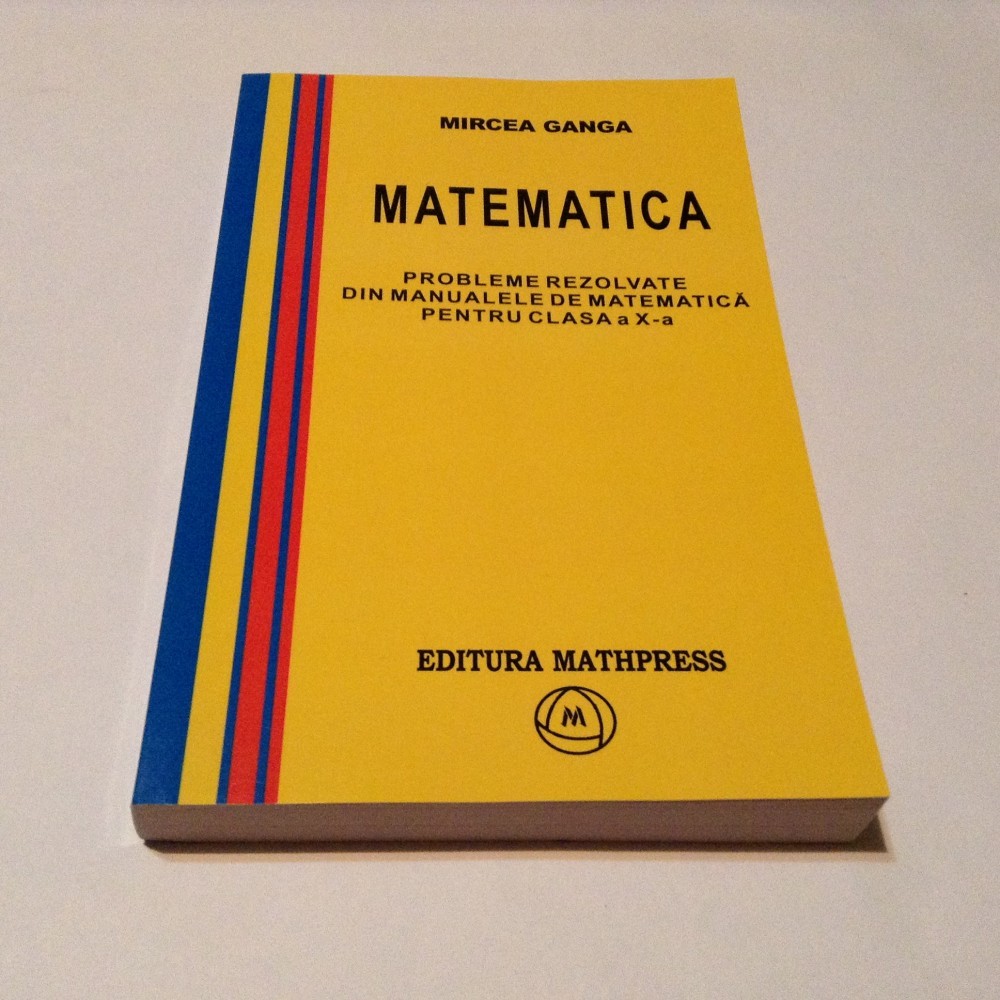 MIRCEA GANGA
MATEMATICA
PROBLEME REZOLVATE
DIN MANUALELE DE MATEMATICĂ
PENTRU CLASA a X-a
EDITURA MATHPRESS
M